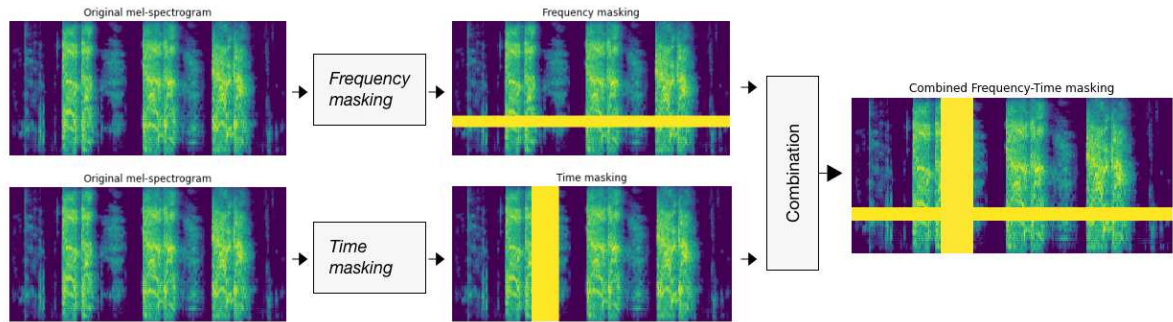 Original mel-spectrogram
Frequency
masking
Frequency masking
Original mel-spectrogram
Time
masking
Time masking
Combination
Combined Frequency-Time masking